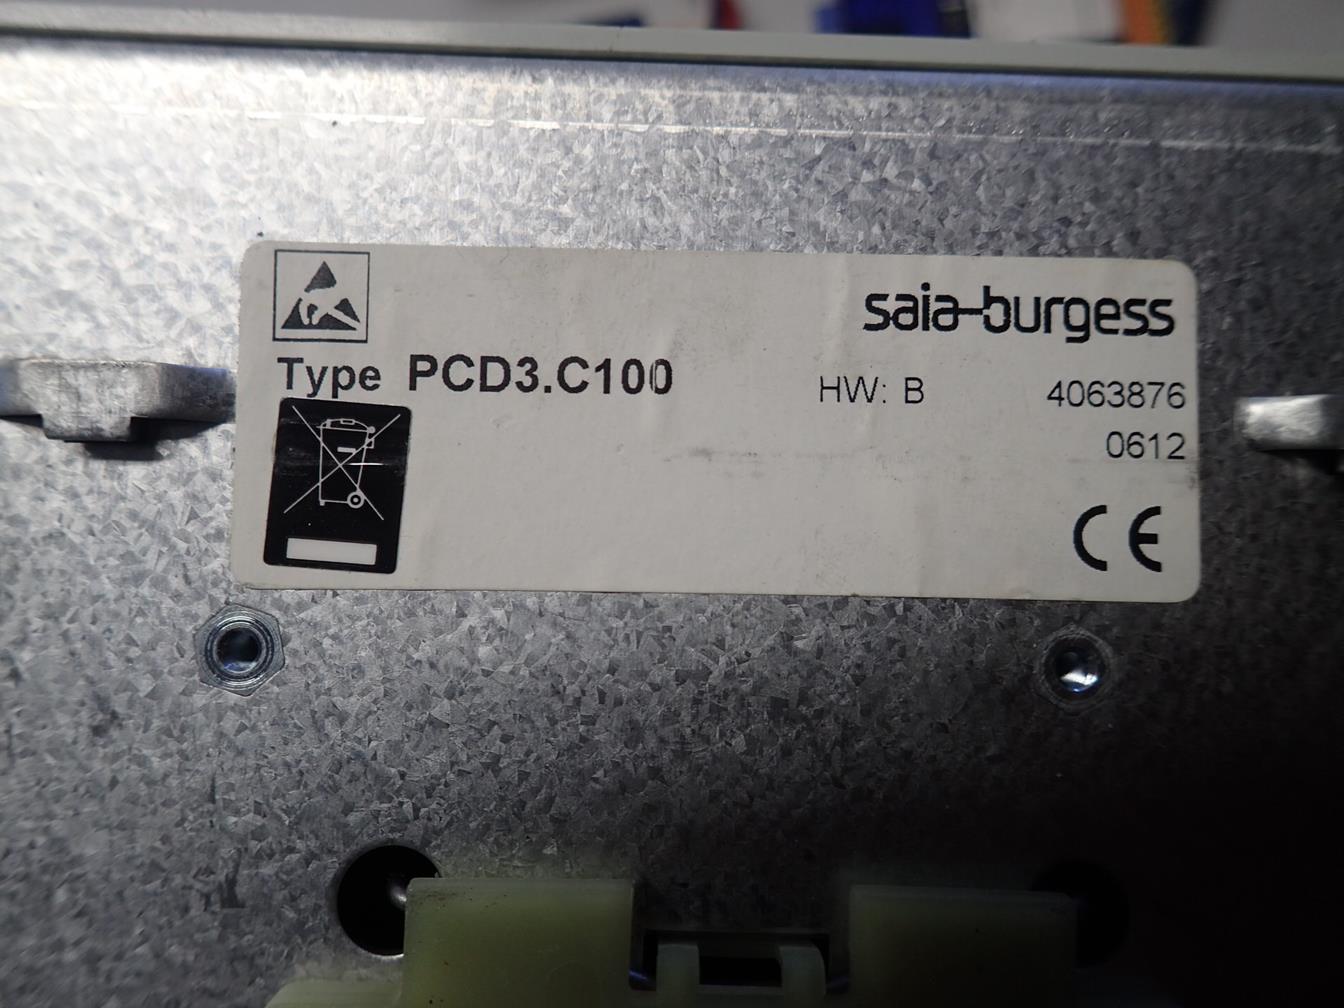 saia-burgess
Type PCD3.C100
HW: B
4063876
0612
CE